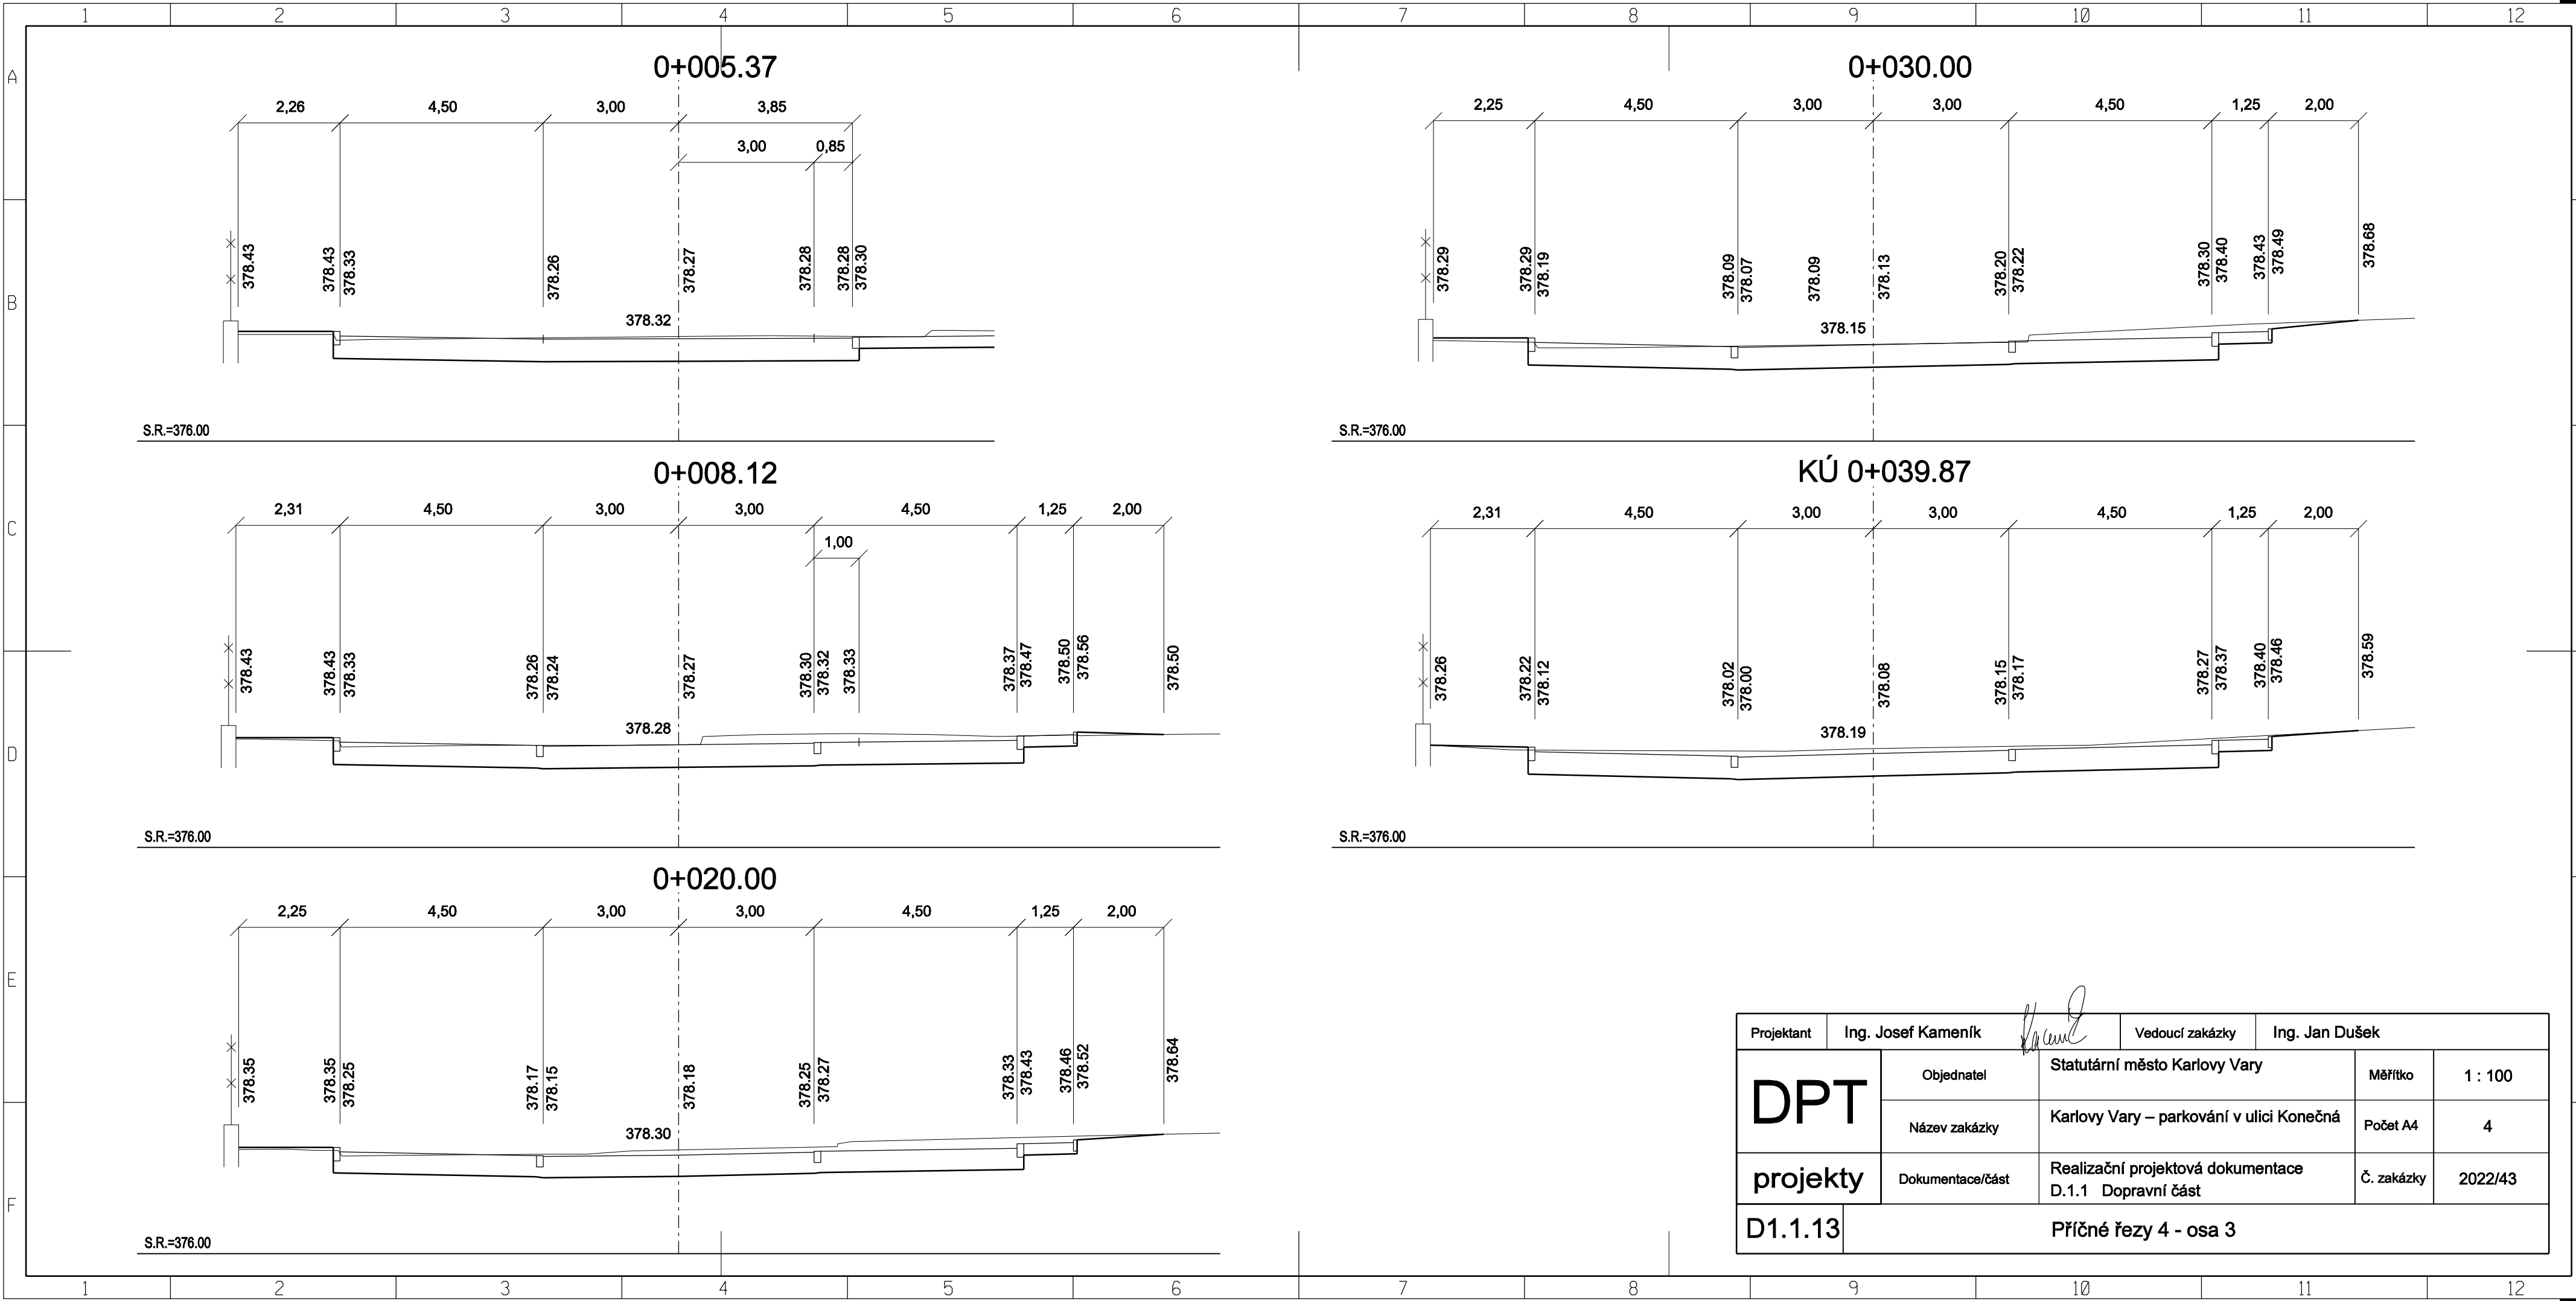 1 2 3 4 5 6 7 8 9 10 11 12
A
B
C
D
E
F
0+005.37
2,26 4,50 3,00 3,85
3,00 0,85
378.43 378.43 378.33 378.26 378.27 378.28 378.28 378.30
378.32
S.R.=376.00
0+008.12
2,31 4,50 3,00 3,00 4,50 1,25 2,00
1,00
378.43 378.43 378.33 378.26 378.24 378.27 378.30 378.32 378.33 378.37 378.47 378.50 378.56 378.50
378.28
S.R.=376.00
0+020.00
2,25 4,50 3,00 3,00 4,50 1,25 2,00
378.35 378.35 378.25 378.17 378.15 378.18 378.25 378.27 378.33 378.43 378.46 378.52 378.64
378.30
S.R.=376.00
0+030.00
2,25 4,50 3,00 3,00 4,50 1,25 2,00
378.29 378.29 378.19 378.09 378.07 378.09 378.13 378.20 378.22 378.30 378.40 378.43 378.49 378.68
378.15
S.R.=376.00
KÚ 0+039.87
2,31 4,50 3,00 3,00 4,50 1,25 2,00
378.26 378.22 378.12 378.02 378.00 378.08 378.15 378.17 378.27 378.37 378.40 378.46 378.59
378.19
S.R.=376.00
Projektant Ing. Josef Kameník Vedoucí zakázky Ing. Jan Dušek
DPT
projekty
Objednatel Statutární město Karlovy Vary Měřítko 1 : 100
Název zakázky Karlovy Vary – parkování v ulici Konečná Počet A4 4
Dokumentace/část Realizační projektová dokumentace
D.1.1 Dopravní část
Č. zakázky 2022/43
D1.1.13 Příčné řezy 4 - osa 3
1 2 3 4 5 6 7 8 9 10 11 12